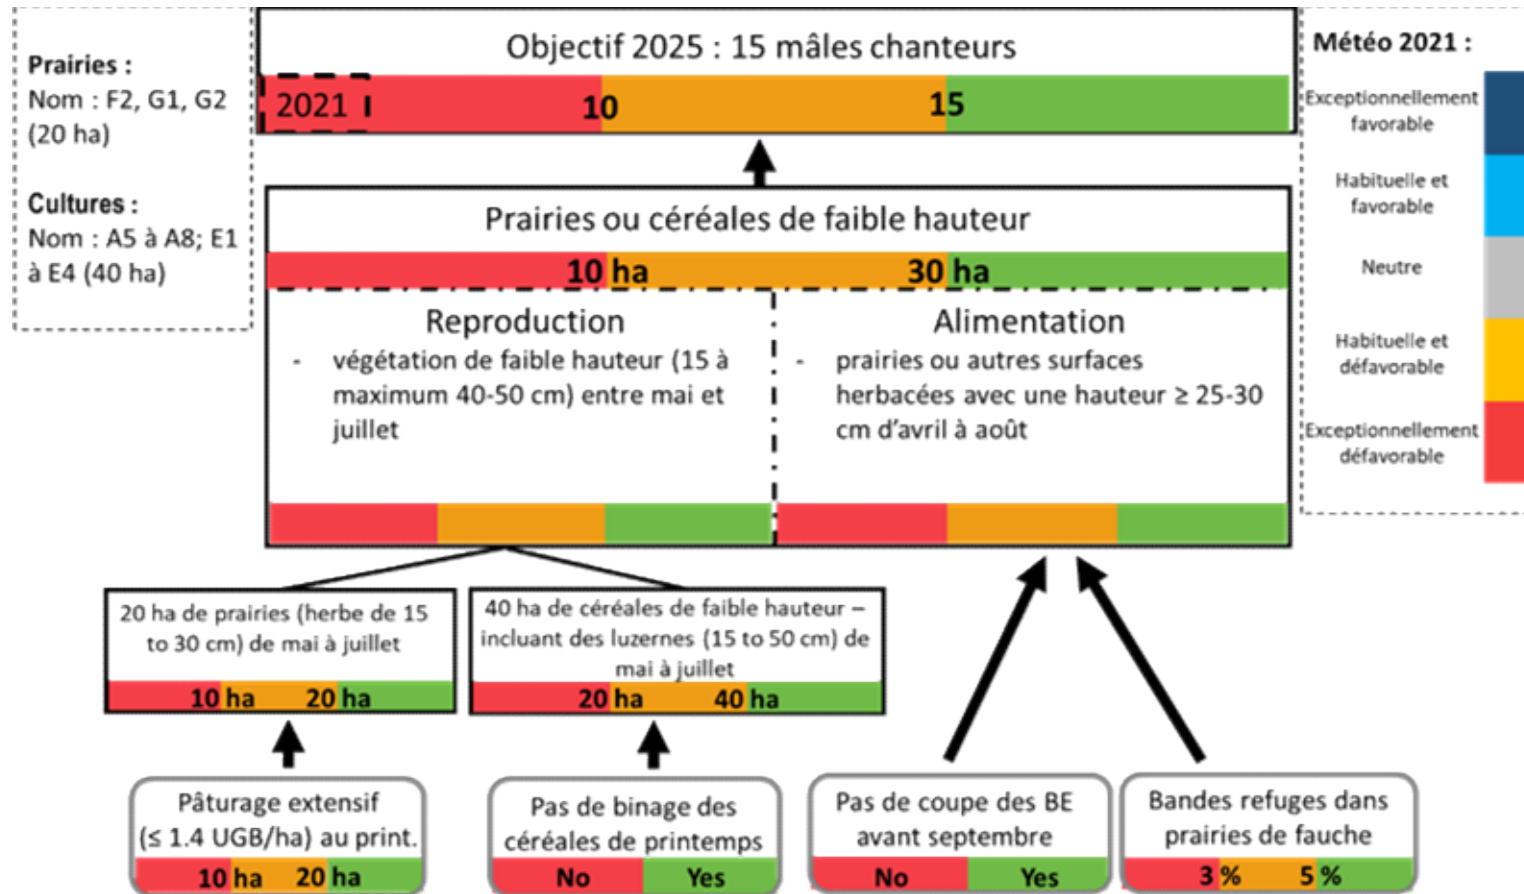 Objectif 2025 : 15 mâles chanteurs
2021
10
15
Prairies :
Nom : F2, G1, G2
(20 ha)
Cultures :
Nom : A5 à A8; E1
à E4 (40 ha)
Météo 2021 :
Exceptionnellement
favorable
Habituelle et
favorable
Neutre
Habituelle et
défavorable
Exceptionnellement
défavorable
Prairies ou céréales de faible hauteur
10 ha
30 ha
Reproduction
- végétation de faible hauteur (15 à
maximum 40-50 cm) entre mai et
juillet
Alimentation
- prairies ou autres surfaces
herbacées avec une hauteur ≥ 25-30
cm d'avril à août
20 ha de prairies (herbe de 15
to 30 cm) de mai à juillet
10 ha
20 ha
40 ha de céréales de faible hauteur –
incluant des luzernes (15 to 50 cm) de
mai à juillet
20 ha
40 ha
Pâturage extensif
(≤ 1.4 UGB/ha) au print.
10 ha
20 ha
Pas de binage des
céréales de printemps
No
Yes
Pas de coupe des BE
avant septembre
No
Yes
Bandes refuges dans
prairies de fauche
3 %
5 %